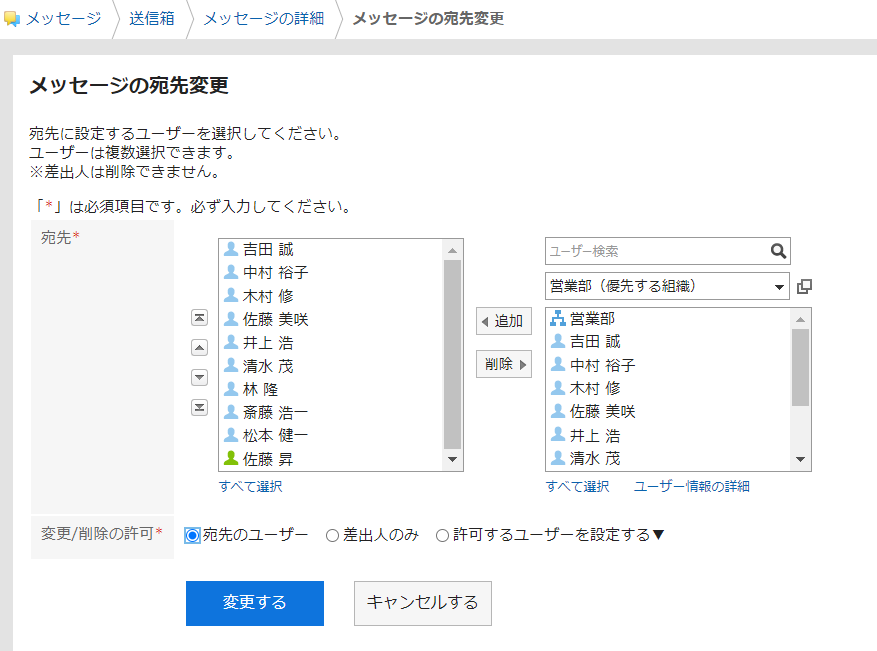 メッセージ 送信箱 メッセージの詳細 メッセージの宛先変更
メッセージの宛先変更
宛先に設定するユーザーを選択してください。
ユーザーは複数選択できます。
※差出人は削除できません。
「*」は必須項目です。必ず入力してください。
宛先*
吉田 誠
中村 裕子
木村 修
佐藤 美咲
井上 浩
清水 茂
林 隆
斎藤 浩一
松本 健一
佐藤 昇
すべて選択
追加
削除
ユーザー検索
営業部（優先する組織）
営業部
吉田 誠
中村 裕子
木村 修
佐藤 美咲
井上 浩
清水 茂
すべて選択 ユーザー情報の詳細
変更/削除の許可* 宛先のユーザー 差出人のみ 許可するユーザーを設定する▼
変更する キャンセルする